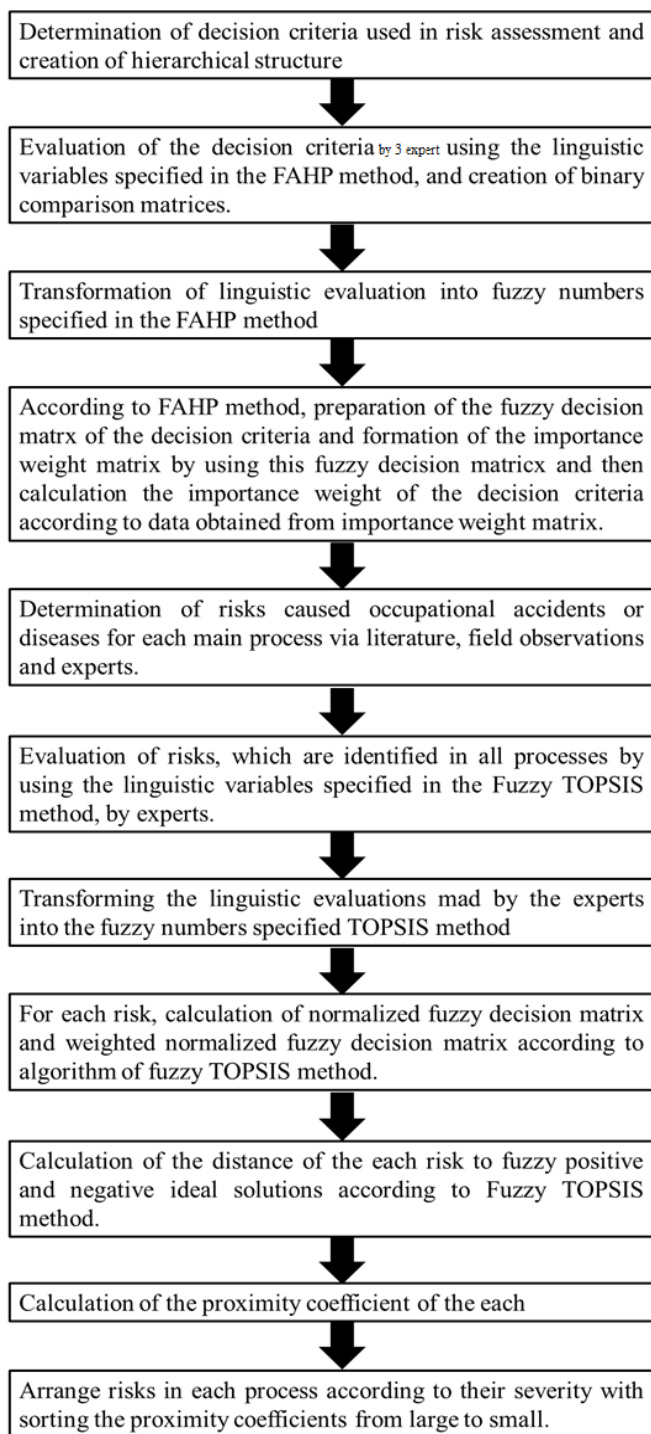 Determination of decision criteria used in risk assessment and
creation of hierarchical structure
Evaluation of the decision criteria by 3 expert using the linguistic
variables specified in the FAHP method, and creation of binary
comparison matrices.
Transformation of linguistic evaluation into fuzzy numbers
specified in the FAHP method
According to FAHP method, preparation of the fuzzy decision
matrx of the decision criteria and formation of the importance
weight matrix by using this fuzzy decision matricx and then
calculation the importance weight of the decision criteria
according to data obtained from importance weight matrix.
Determination of risks caused occupational accidents or
diseases for each main process via literature, field observations
and experts.
Evaluation of risks, which are identified in all processes by
using the linguistic variables specified in the Fuzzy TOPSIS
method, by experts.
Transforming the linguistic evaluations mad by the experts
into the fuzzy numbers specified TOPSIS method
For each risk, calculation of normalized fuzzy decision matrix
and weighted normalized fuzzy decision matrix according to
algorithm of fuzzy TOPSIS method.
Calculation of the distance of the each risk to fuzzy positive
and negative ideal solutions according to Fuzzy TOPSIS
method.
Calculation of the proximity coefficient of the each
Arrange risks in each process according to their severity with
sorting the proximity coefficients from large to small.